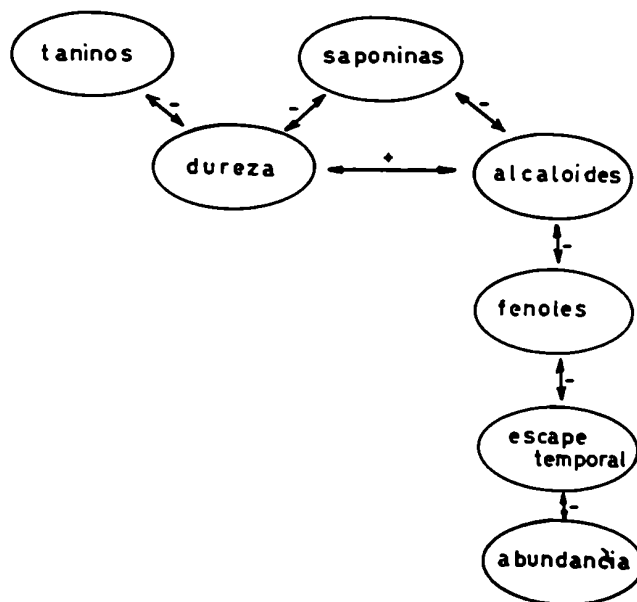 taninos
saponinas
-
-
-
dureza
+
alcaloides
-
fenoles
-
escape
temporal
-
abundancia